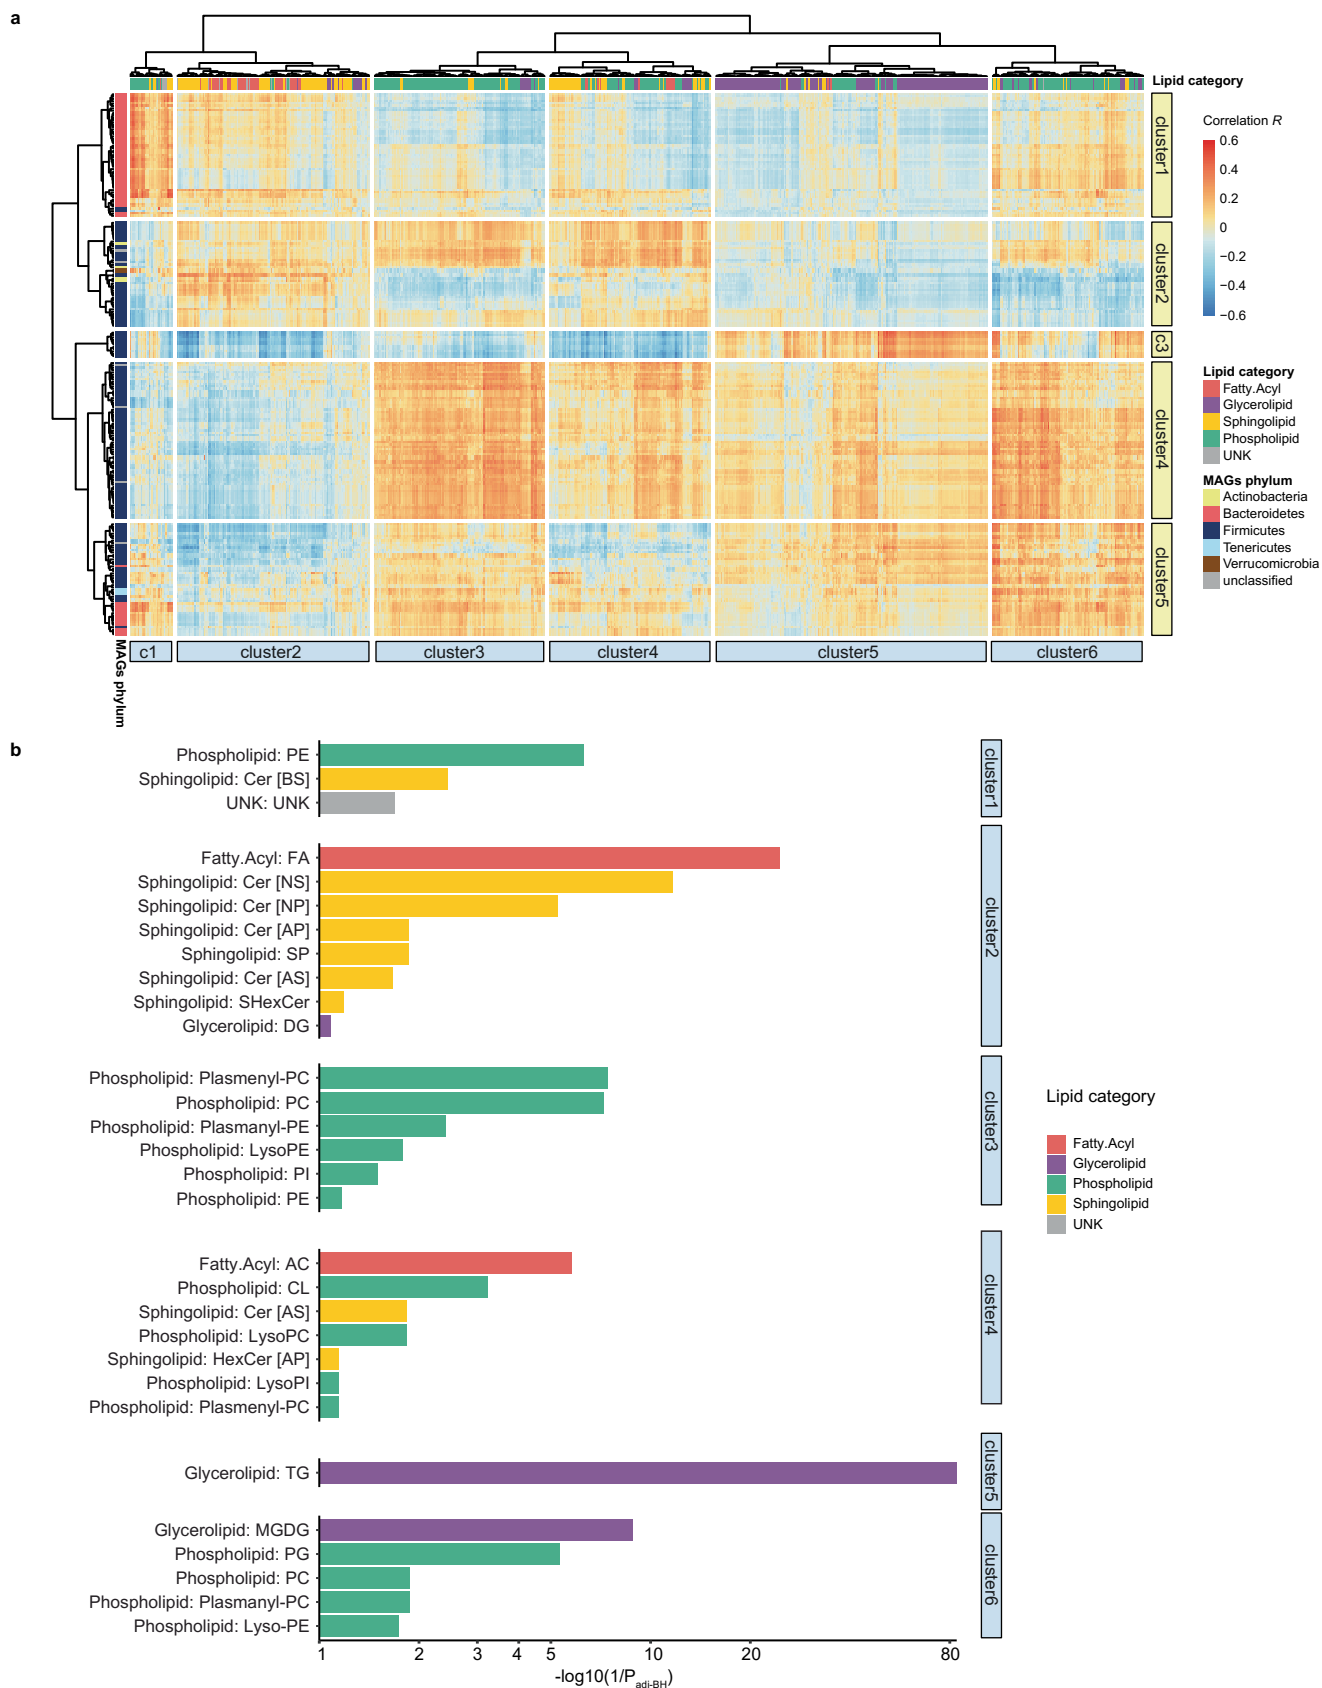 a
Lipid category
cluster1
cluster2
c3
cluster4
cluster5
Correlation R
0.6
0.4
0.2
0
−0.2
−0.4
−0.6
Lipid category
Fatty.Acyl
Glycerolipid
Sphingolipid
Phospholipid
UNK
MAGs phylum
Actinobacteria
Bacteroidetes
Firmicutes
Tenericutes
Verrucomicrobia
unclassified
MAGs phylum
c1
cluster2
cluster3
cluster4
cluster5
cluster6
b
Phospholipid: PE
Sphingolipid: Cer [BS]
UNK: UNK
cluster1
Fatty.Acyl: FA
Sphingolipid: Cer [NS]
Sphingolipid: Cer [NP]
Sphingolipid: Cer [AP]
Sphingolipid: SP
Sphingolipid: Cer [AS]
Sphingolipid: SHexCer
Glycerolipid: DG
cluster2
Phospholipid: Plasmenyl-PC
Phospholipid: PC
Phospholipid: Plasmanyl-PE
Phospholipid: LysoPE
Phospholipid: PI
Phospholipid: PE
cluster3
Fatty.Acyl: AC
Phospholipid: CL
Sphingolipid: Cer [AS]
Phospholipid: LysoPC
Sphingolipid: HexCer [AP]
Phospholipid: LysoPI
Phospholipid: Plasmenyl-PC
cluster4
Glycerolipid: TG
cluster5
Glycerolipid: MGDG
Phospholipid: PG
Phospholipid: PC
Phospholipid: Plasmanyl-PC
Phospholipid: Lyso-PE
cluster6
1 2 3 4 5 10 20 80
-log10(1/P adj-BH)
Lipid category
Fatty.Acyl
Glycerolipid
Phospholipid
Sphingolipid
UNK